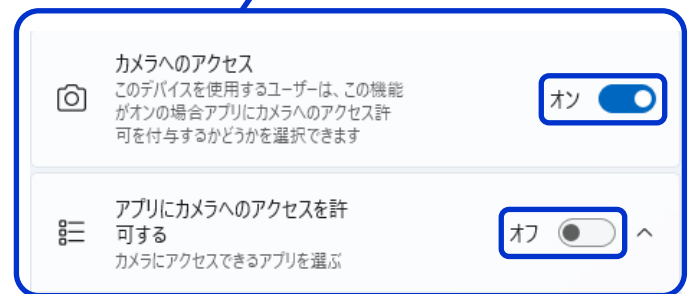 カメラへのアクセス
このデバイスを使用するユーザーは、この機能
がオンの場合アプリにカメラへのアクセス許
可を付与するかどうかを選択できます
オン
アプリにカメラへのアクセスを許
可する
カメラにアクセスできるアプリを選ぶ
オフ